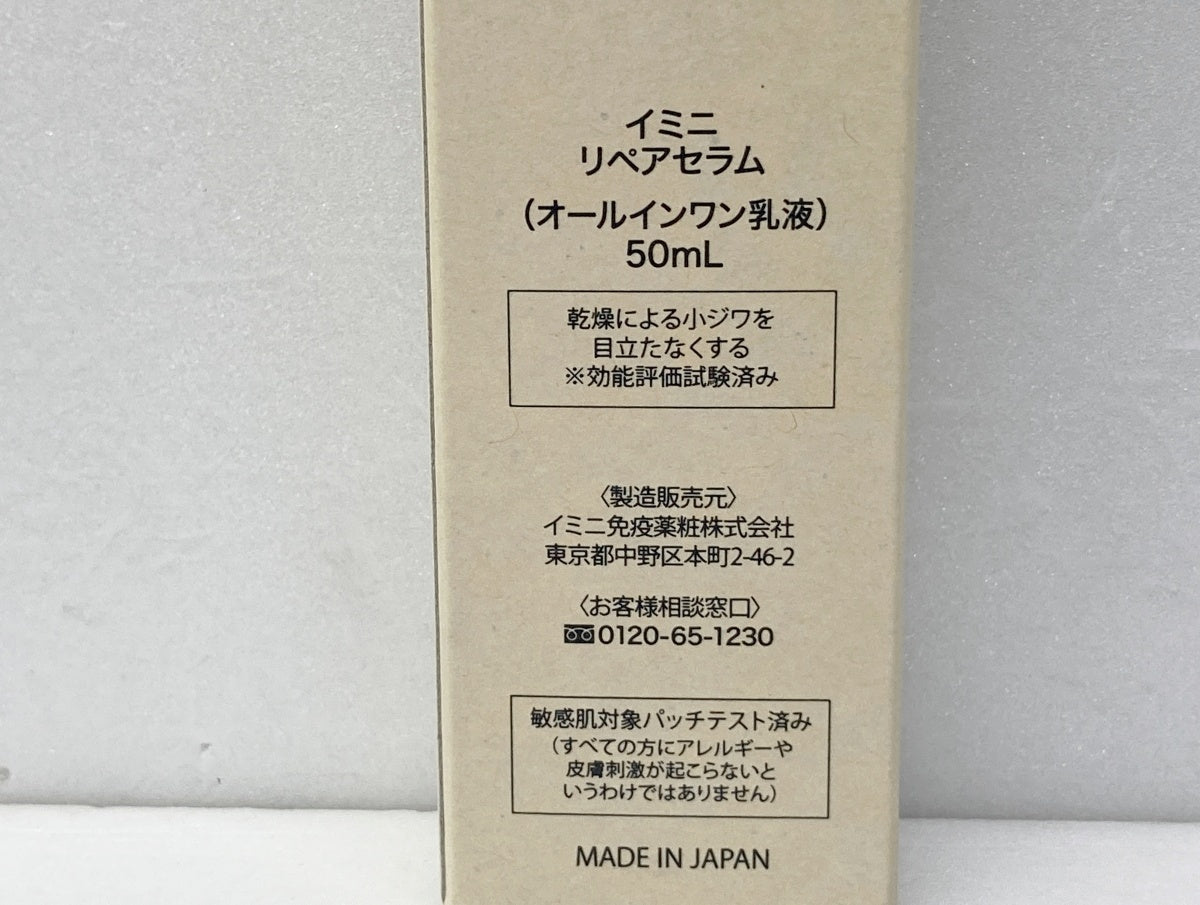 イミニ
リペアセラム
（オールインワン乳液）
50mL
乾燥による小ジワを
目立たなくする
※効能評価試験済み
〈製造販売元〉
イミニ免疫薬粧株式会社
東京都中野区本町2-46-2
〈お客様相談窓口〉
0120-65-1230
敏感肌対象パッチテスト済み
（すべての方にアレルギーや
皮膚刺激が起こらないと
いうわけではありません）
MADE IN JAPAN